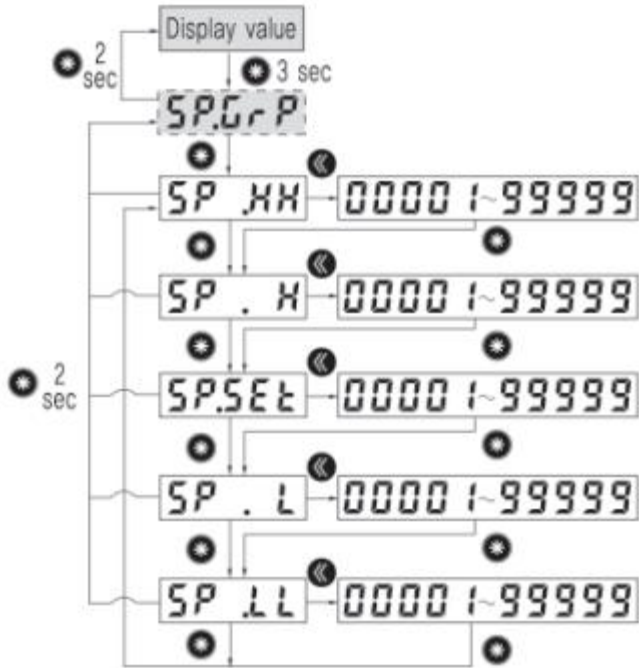 Display value
2
sec
3 sec
SP.GrP
SP .HH 00001~99999
SP . H 00001~99999
2
sec
SP.SEt 00001~99999
SP . L 00001~99999
SP .LL 00001~99999